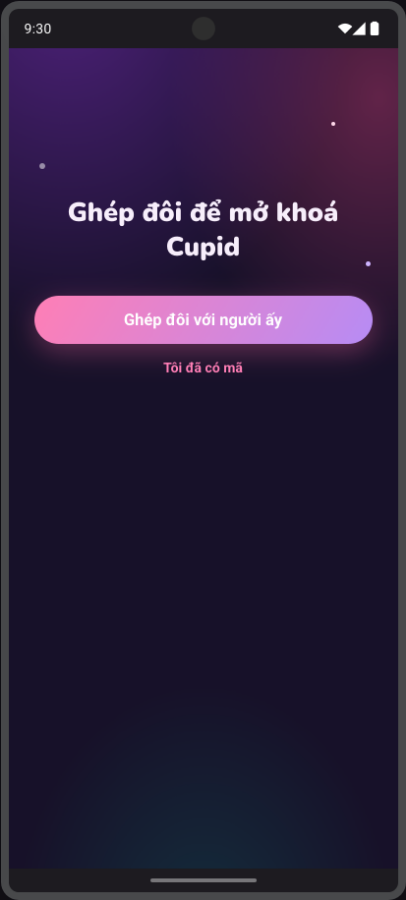 9:30
Ghép đôi để mở khoá
Cupid
Ghép đôi với người ấy
Tôi đã có mã